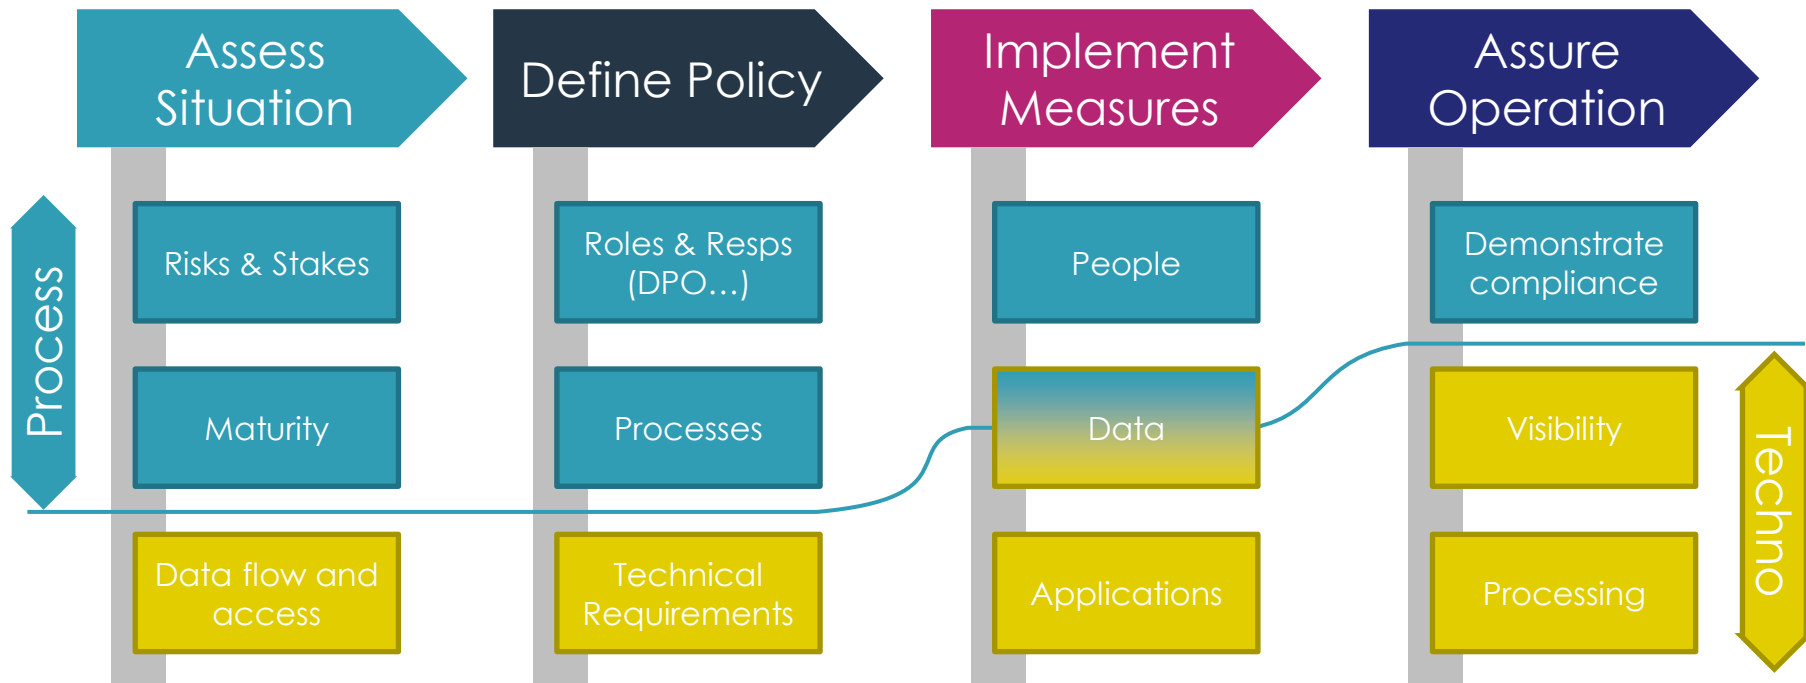 Assess
Situation
Define Policy
Implement
Measures
Assure
Operation
Process
Risks & Stakes
Roles & Resps
(DPO…)
People
Demonstrate
compliance
Maturity
Processes
Data
Visibility
Techno
Data flow and
access
Technical
Requirements
Applications
Processing